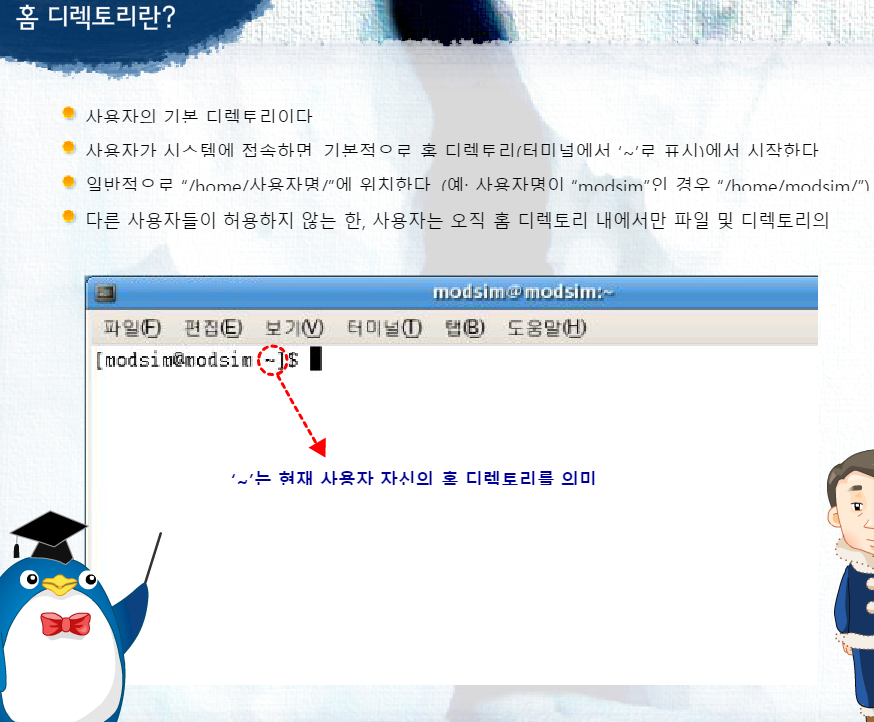 홈 디렉토리란?
사용자의 기본 디렉토리이다
사용자가 시스템에 접속하면 기본적으로 홈 디렉토리(터미널에서 ‘~’로 표시)에서 시작한다
일반적으로 “/home/사용자명/”에 위치한다 (예: 사용자명이 “modsim”인 경우 “/home/modsim/”)
다른 사용자들이 허용하지 않는 한, 사용자는 오직 홈 디렉토리 내에서만 파일 및 디렉토리의
modsim@modsim:~
파일(F) 편집(E) 보기(V) 터미널(T) 탭(B) 도움말(H)
[modsim@modsim ~]$
‘~’는 현재 사용자 자신의 홈 디렉토리를 의미